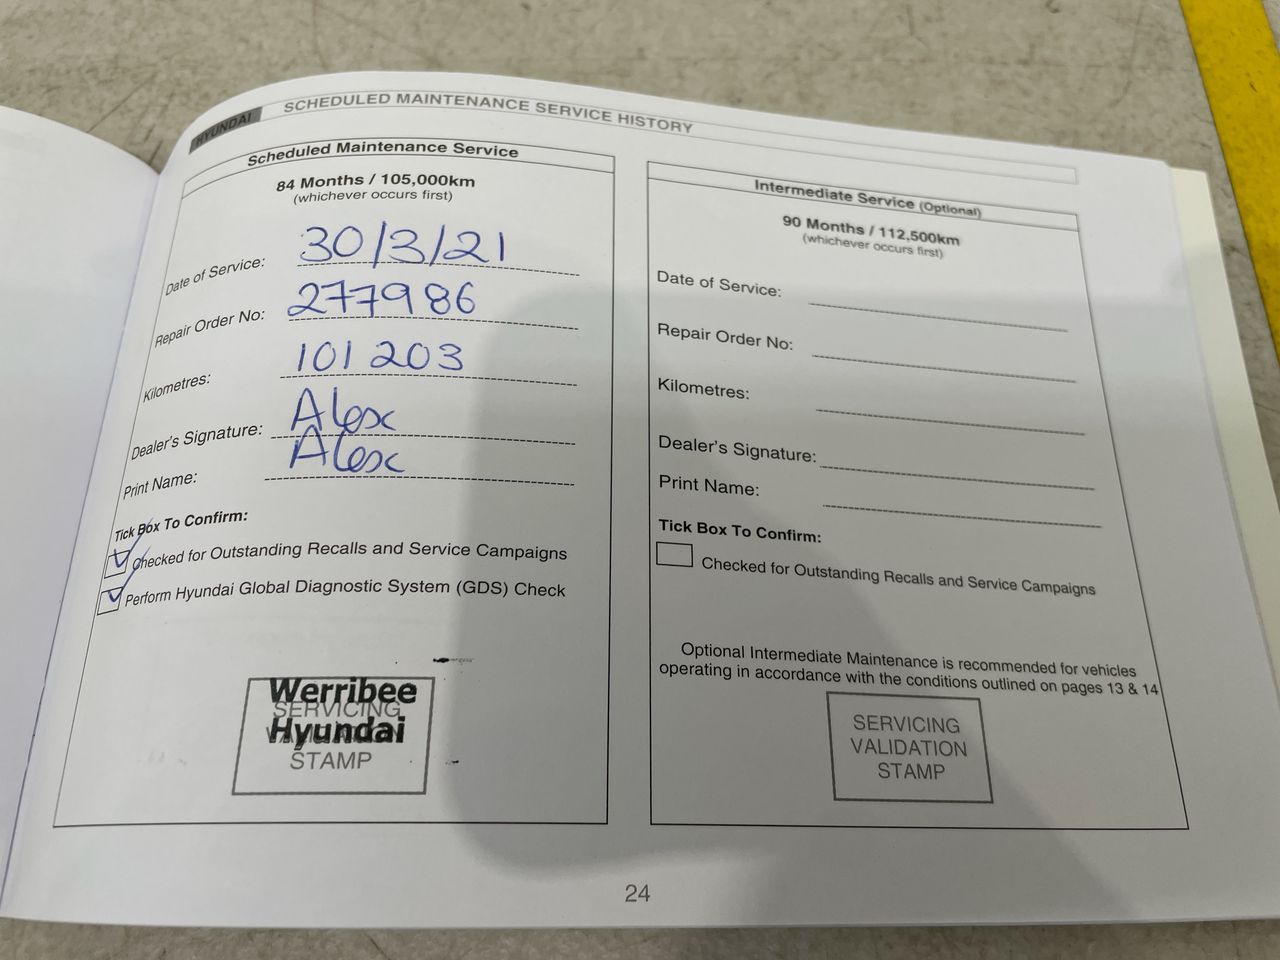 HYUNDAI
SCHEDULED MAINTENANCE SERVICE HISTORY
Scheduled Maintenance Service
84 Months / 105,000km
(whichever occurs first)
Date of Service: 30/3/21
Repair Order No: 277986
Kilometres: 101 203
Dealer's Signature: Alex
Print Name: Alex
Tick Box To Confirm:
Checked for Outstanding Recalls and Service Campaigns
Perform Hyundai Global Diagnostic System (GDS) Check
Werribee
SERVICING
Hyundai
VALIDATION
STAMP
Intermediate Service (Optional)
90 Months / 112,500km
(whichever occurs first)
Date of Service:
Repair Order No:
Kilometres:
Dealer's Signature:
Print Name:
Tick Box To Confirm:
Checked for Outstanding Recalls and Service Campaigns
Optional Intermediate Maintenance is recommended for vehicles
operating in accordance with the conditions outlined on pages 13 & 14
SERVICING
VALIDATION
STAMP
24